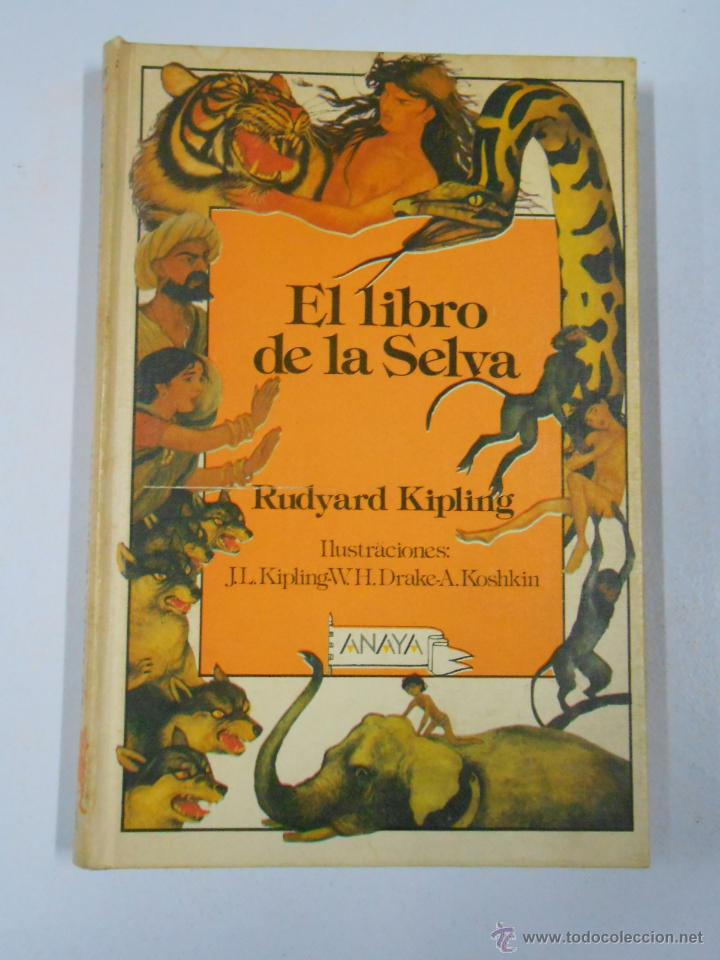 El libro
de la Selva
Rudyard Kipling
Ilustraciones:
J.L. Kipling-W.H. Drake-A. Koshkin
ANAYA
© www.todocoleccion.net